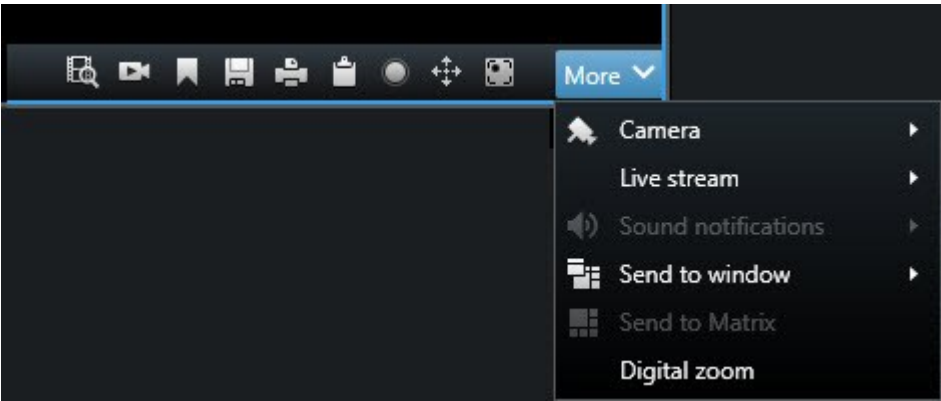 More
Camera
Live stream
Sound notifications
Send to window
Send to Matrix
Digital zoom